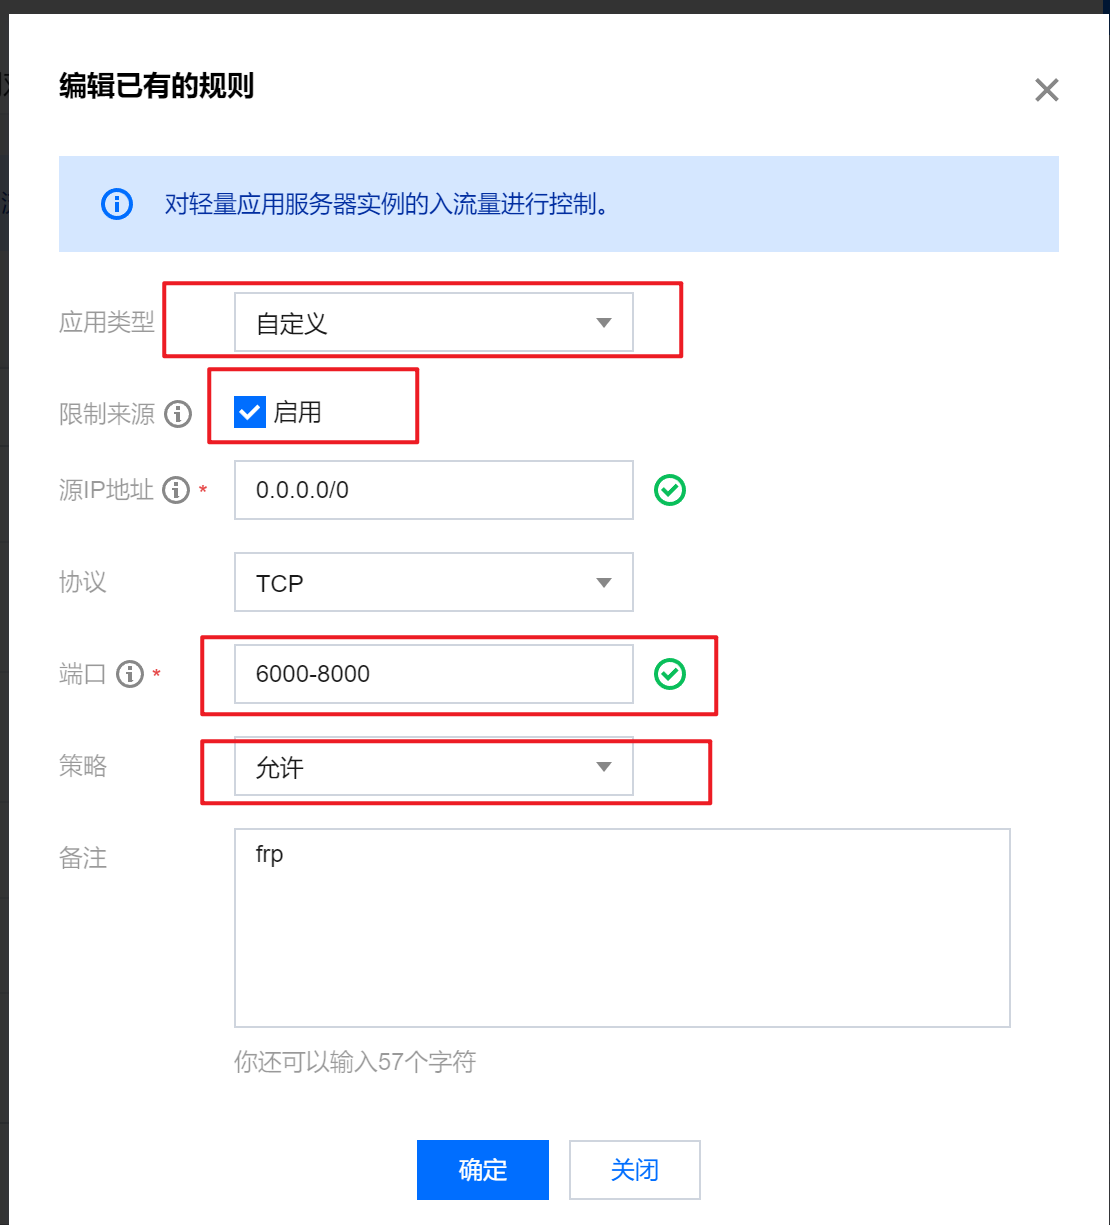 编辑已有的规则
对轻量应用服务器实例的入流量进行控制。
应用类型 自定义
限制来源 启用
源IP地址 * 0.0.0.0/0
协议 TCP
端口 * 6000-8000
策略 允许
备注 frp
你还可以输入57个字符
确定 关闭